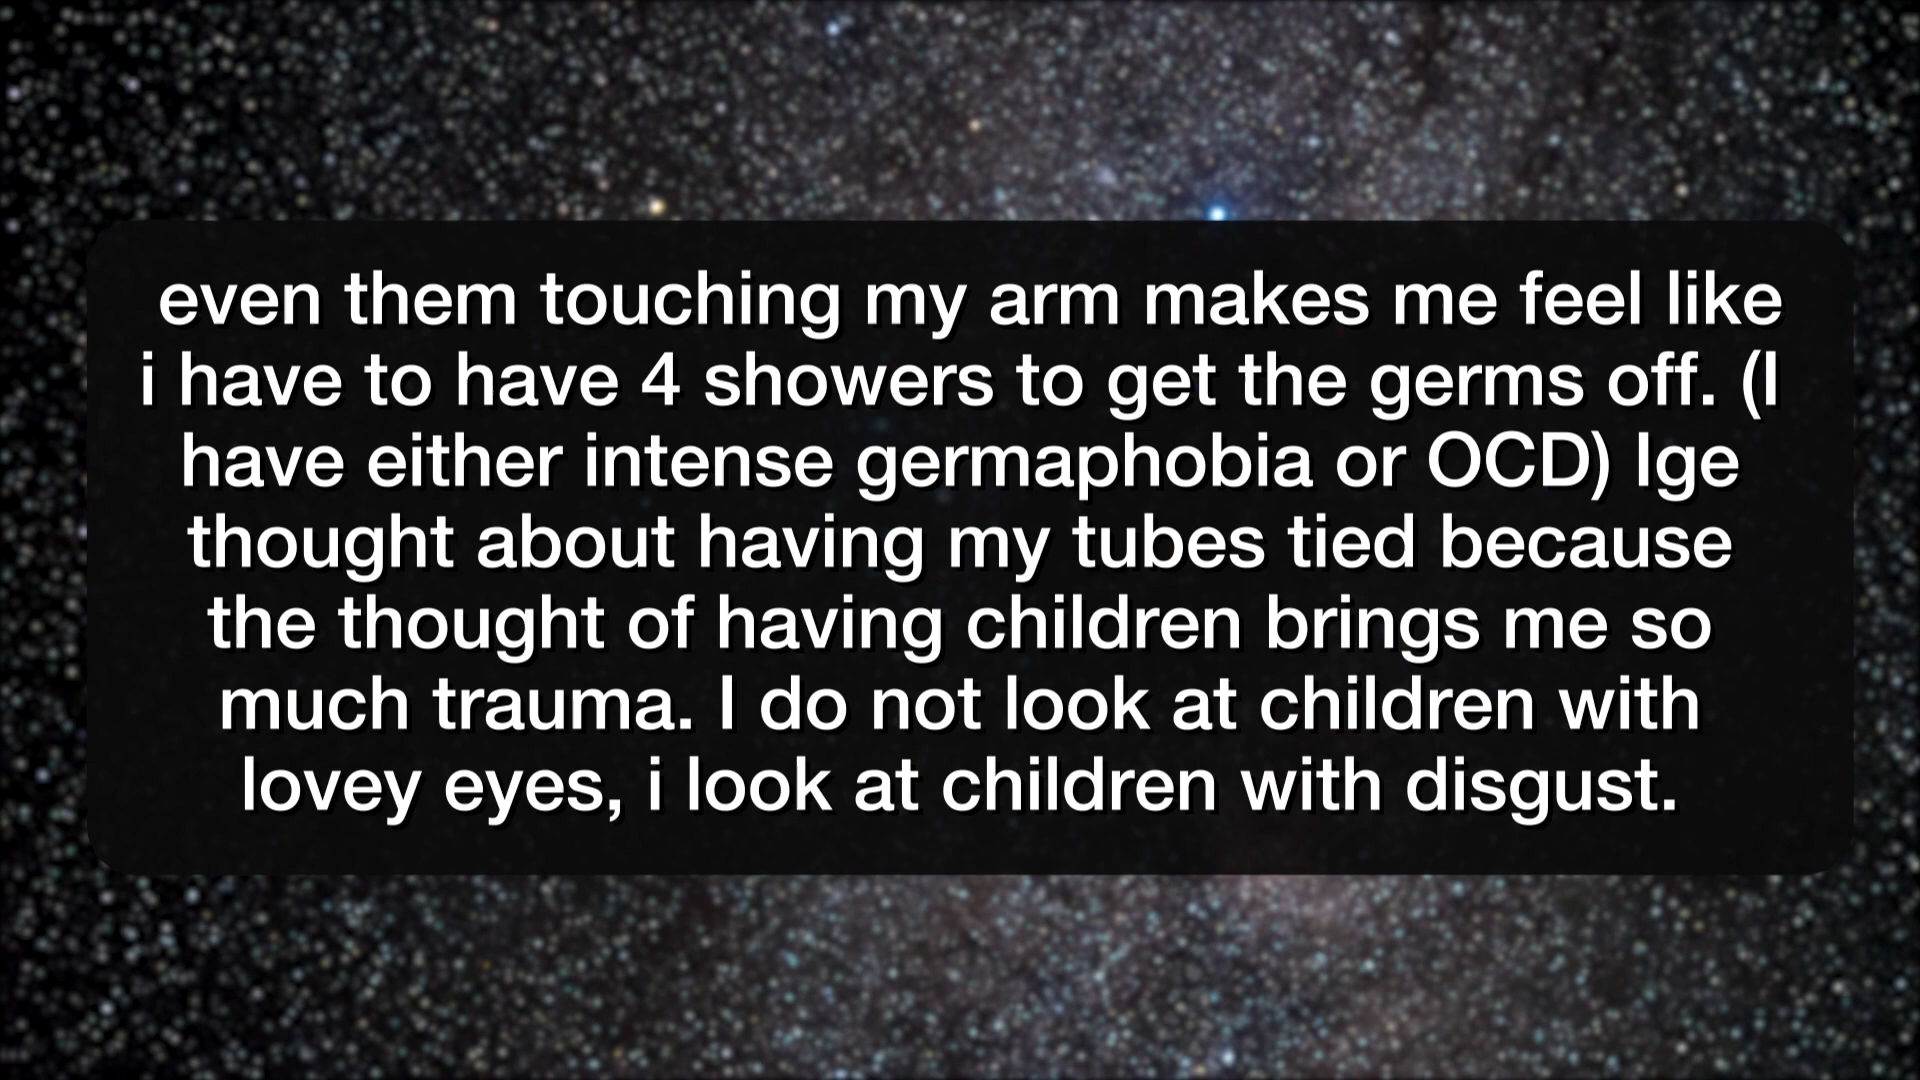 even them touching my arm makes me feel like
i have to have 4 showers to get the germs off. (I
have either intense germaphobia or OCD) Ige
thought about having my tubes tied because
the thought of having children brings me so
much trauma. I do not look at children with
lovey eyes, i look at children with disgust.